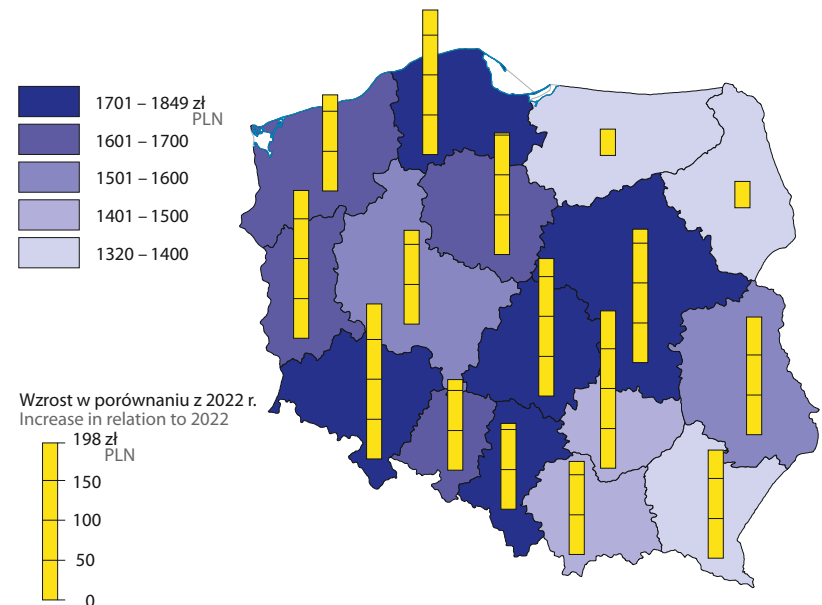 1701 – 1849 zł
PLN
1601 – 1700
1501 – 1600
1401 – 1500
1320 – 1400
Wzrost w porównaniu z 2022 r.
Increase in relation to 2022
198 zł
PLN
150
100
50
0